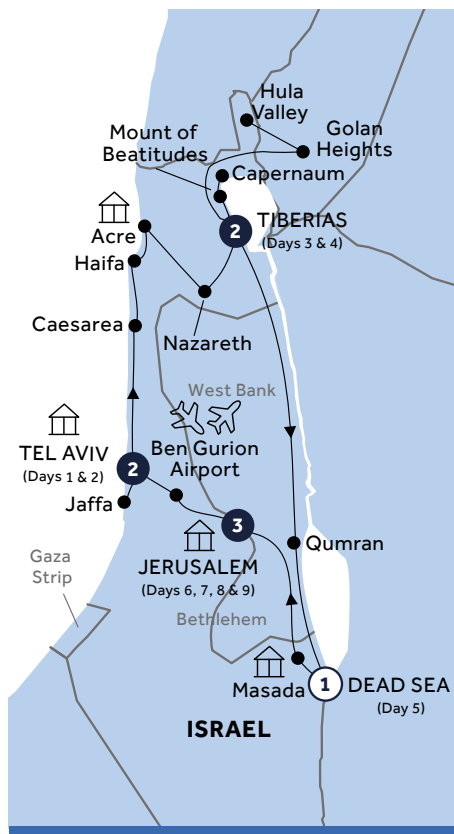 Hula
Valley
Golan
Heights
Mount of
Beatitudes
Capernaum
2
TIBERIAS
(Days 3 & 4)
Acre
Haifa
Nazareth
Caesarea
West Bank
TEL AVIV
(Days 1 & 2)
2
Ben Gurion
Airport
Jaffa
3
JERUSALEM
(Days 6, 7, 8 & 9)
Qumran
Gaza
Strip
Bethlehem
Masada
1
DEAD SEA
(Day 5)
ISRAEL